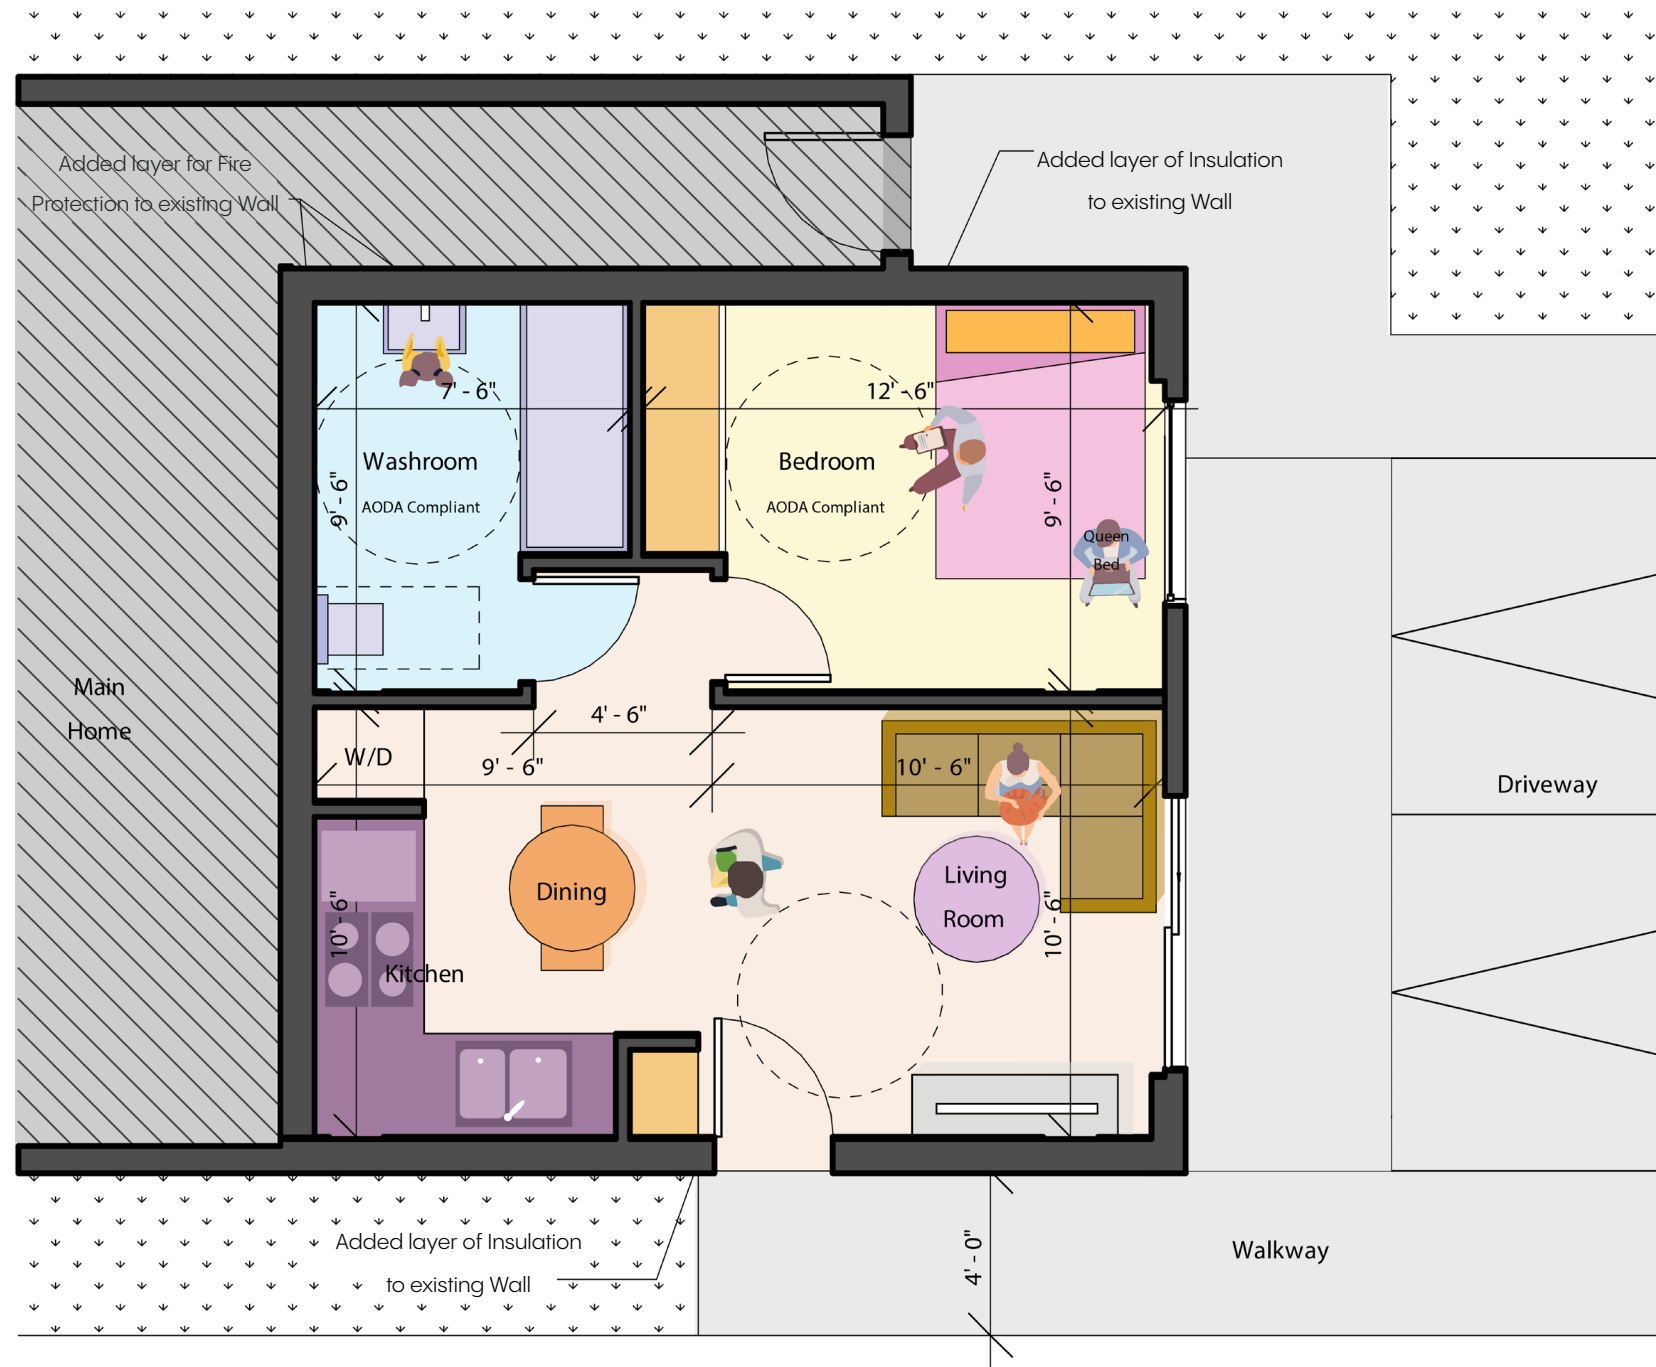 Added layer for Fire
Protection to existing Wall
Added layer of Insulation
to existing Wall
7' - 6"
12' - 6"
Washroom
AODA Compliant
9' - 6"
Bedroom
AODA Compliant
9' - 6"
Queen
Bed
Main
Home
4' - 6"
W/D
9' - 6"
10' - 6"
Driveway
Dining
Living
Room
10' - 6"
10' - 6"
Kitchen
Added layer of Insulation
to existing Wall
4' - 0"
Walkway